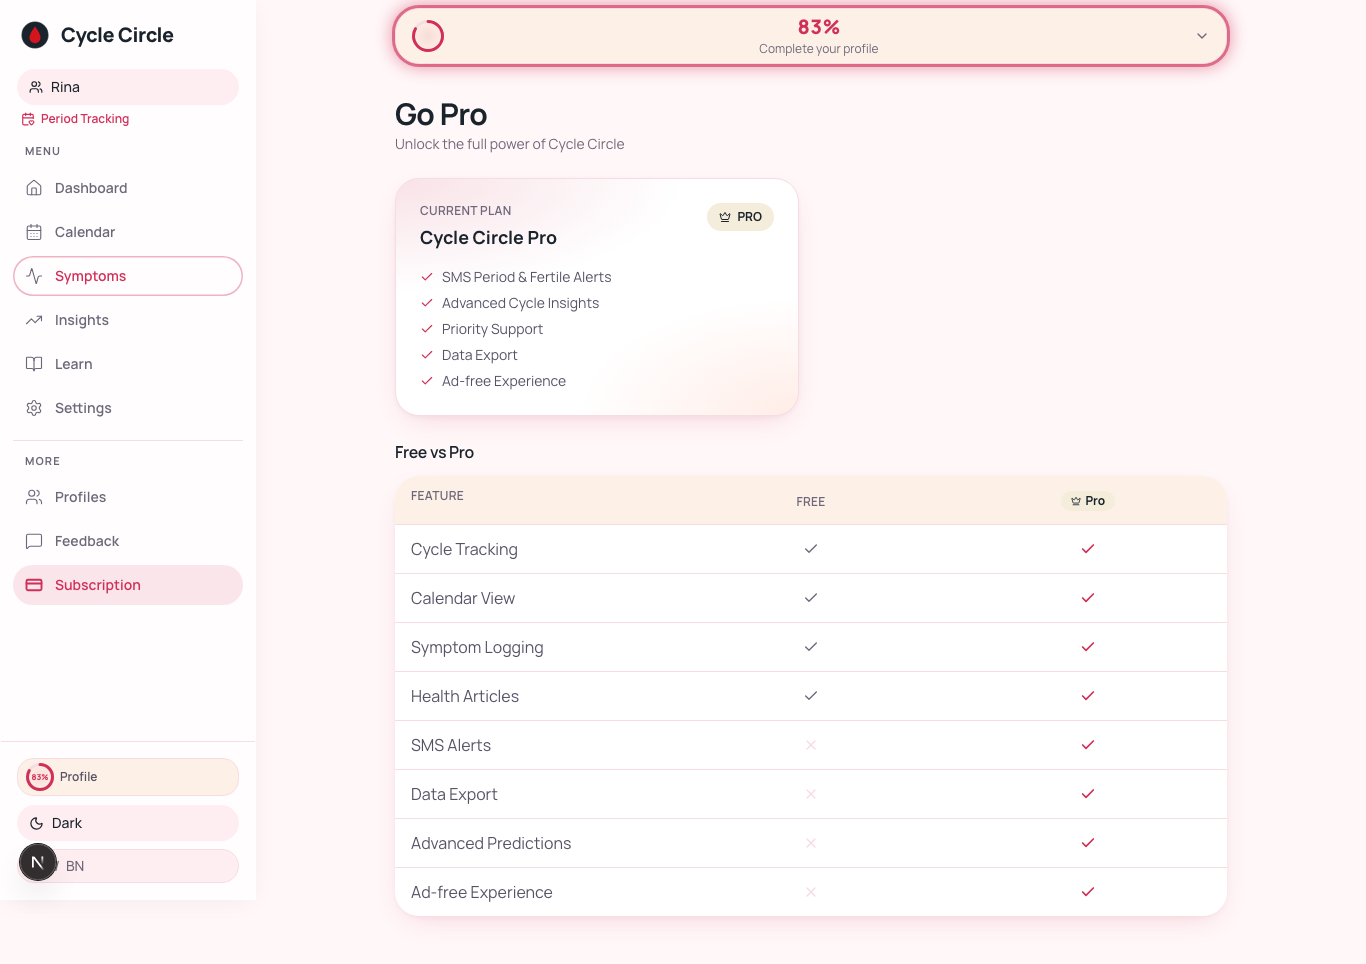 Cycle Circle
Rina
Period Tracking
MENU
Dashboard
Calendar
Symptoms
Insights
Learn
Settings
MORE
Profiles
Feedback
Subscription
83% Profile
Dark
N
/ BN
83%
Complete your profile
Go Pro
Unlock the full power of Cycle Circle
CURRENT PLAN
PRO
Cycle Circle Pro
SMS Period & Fertile Alerts
Advanced Cycle Insights
Priority Support
Data Export
Ad-free Experience
Free vs Pro
FEATURE FREE Pro
Cycle Tracking
Calendar View
Symptom Logging
Health Articles
SMS Alerts
Data Export
Advanced Predictions
Ad-free Experience